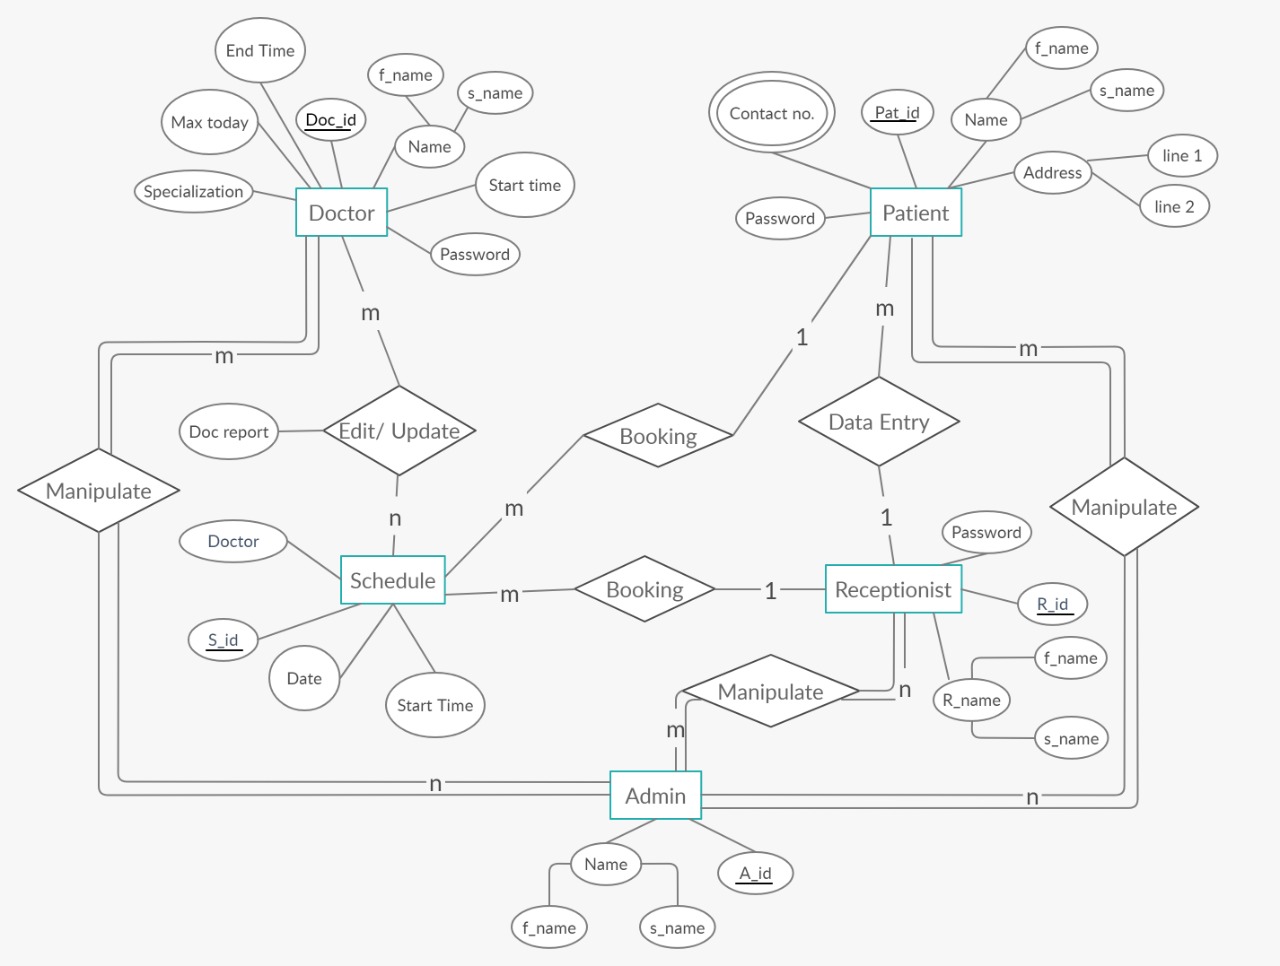 End Time
f_name
s_name
Max today
Doc_id
Name
Specialization
Start time
Doctor
Password
Contact no.
Pat_id
f_name
s_name
Name
line 1
Address
line 2
Password
Patient
m
1
m
m
m
Doc report
Edit/ Update
Booking
Data Entry
Manipulate
Manipulate
n
m
1
Doctor
Password
Schedule
m
Booking
1
Receptionist
R_id
S_id
Date
Start Time
f_name
R_name
s_name
Manipulate
n
m
n
Admin
n
Name
A_id
f_name
s_name